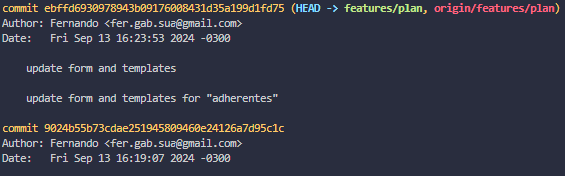 commit ebffd6930978943b09176008431d35a199d1fd75 (HEAD -> features/plan, origin/features/plan)
Author: Fernando <fer.gab.sua@gmail.com>
Date:   Fri Sep 13 16:23:53 2024 -0300
update form and templates
update form and templates for "adherentes"
commit 9024b55b73cdae251945809460e24126a7d95c1c
Author: Fernando <fer.gab.sua@gmail.com>
Date:   Fri Sep 13 16:19:07 2024 -0300